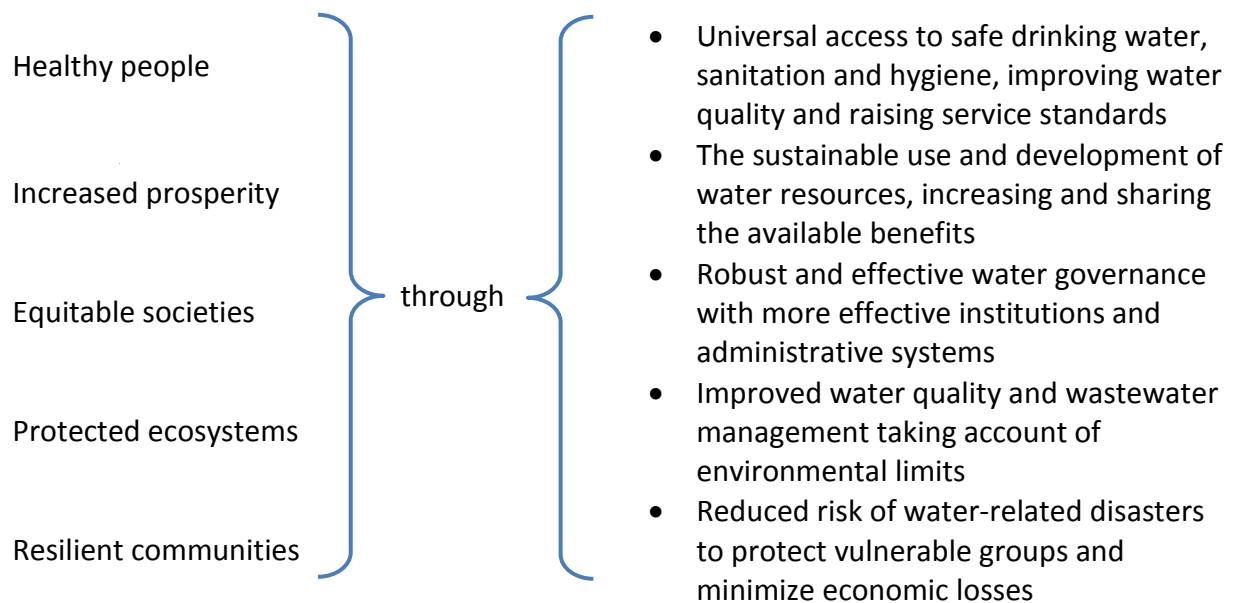 Healthy people
Increased prosperity
Equitable societies
Protected ecosystems
Resilient communities
through
• Universal access to safe drinking water,
sanitation and hygiene, improving water
quality and raising service standards
• The sustainable use and development of
water resources, increasing and sharing
the available benefits
• Robust and effective water governance
with more effective institutions and
administrative systems
• Improved water quality and wastewater
management taking account of
environmental limits
• Reduced risk of water-related disasters
to protect vulnerable groups and
minimize economic losses